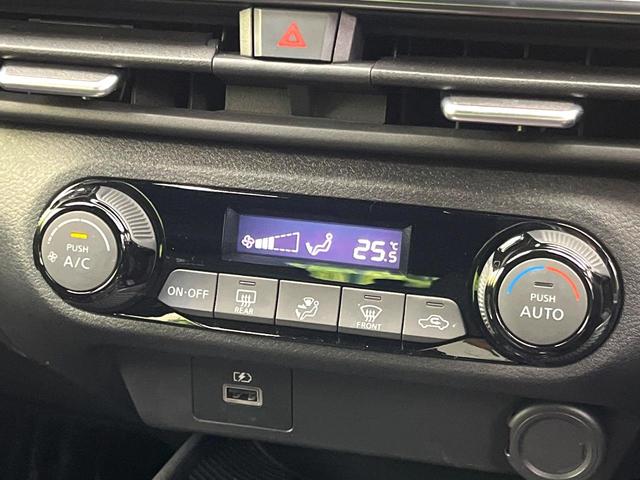 25.5°C
PUSH
A/C
ON·OFF
REAR
FRONT
PUSH
AUTO